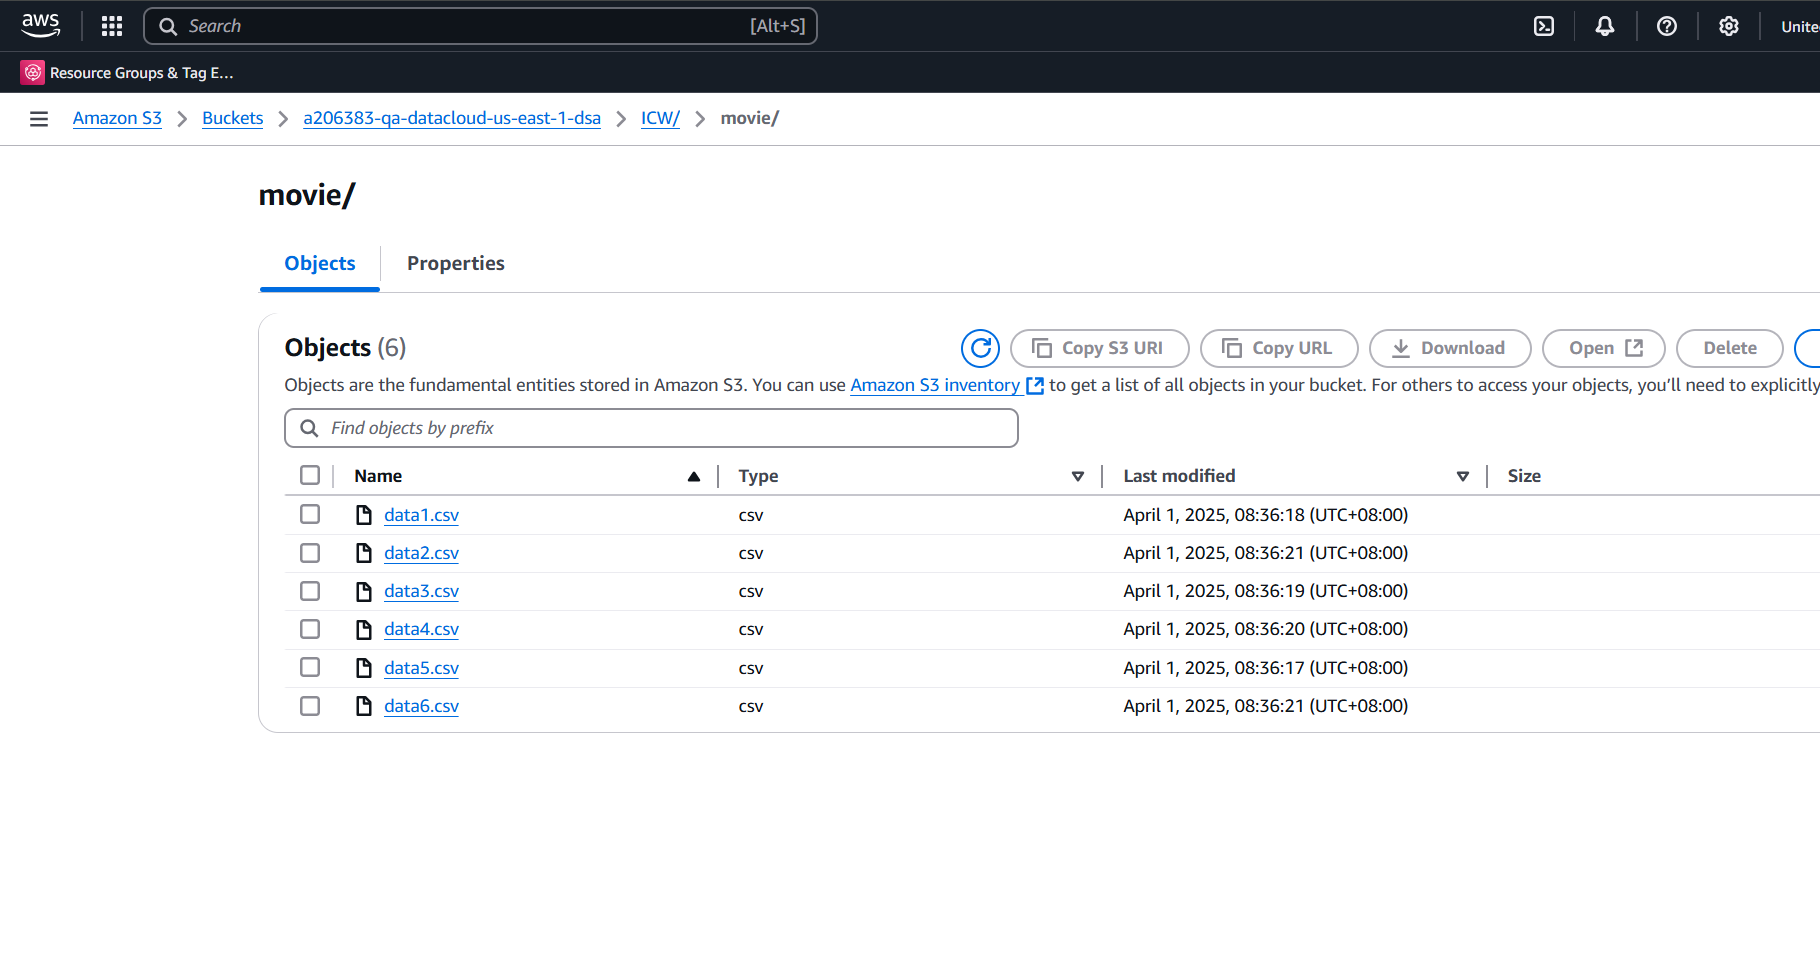 aws
Search [Alt+S]
Resource Groups & Tag E...
Amazon S3 > Buckets > a206383-qa-datacloud-us-east-1-dsa > ICW/ > movie/
movie/
Objects Properties
Objects (6) Copy S3 URI Copy URL Download Open Delete
Objects are the fundamental entities stored in Amazon S3. You can use Amazon S3 inventory to get a list of all objects in your bucket. For others to access your objects, you'll need to explicitly
Find objects by prefix
Name Type Last modified Size
data1.csv csv April 1, 2025, 08:36:18 (UTC+08:00)
data2.csv csv April 1, 2025, 08:36:21 (UTC+08:00)
data3.csv csv April 1, 2025, 08:36:19 (UTC+08:00)
data4.csv csv April 1, 2025, 08:36:20 (UTC+08:00)
data5.csv csv April 1, 2025, 08:36:17 (UTC+08:00)
data6.csv csv April 1, 2025, 08:36:21 (UTC+08:00)